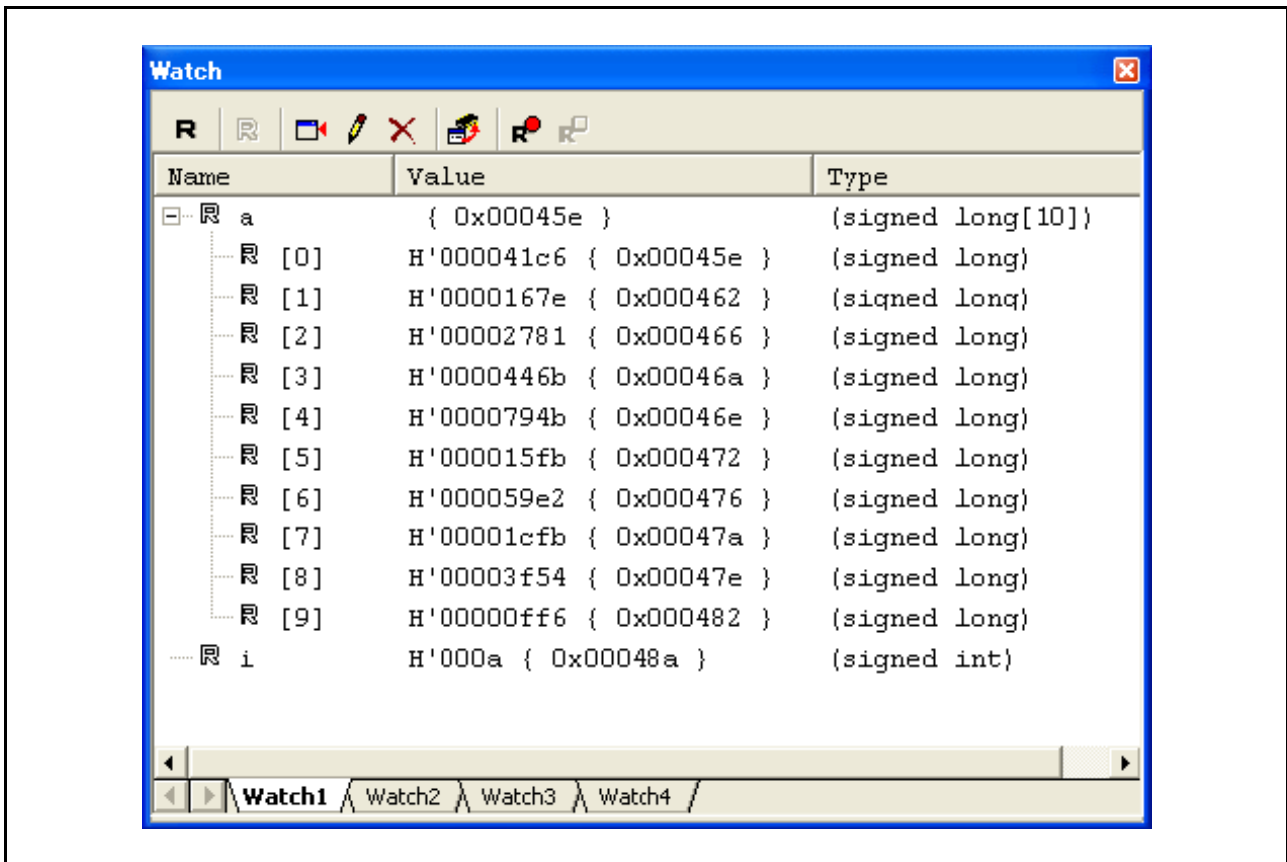 Watch
Name Value Type
a { 0x00045e } (signed long[10])
[0] H'000041c6 { 0x00045e } (signed long)
[1] H'0000167e { 0x000462 } (signed long)
[2] H'00002781 { 0x000466 } (signed long)
[3] H'0000446b { 0x00046a } (signed long)
[4] H'0000794b { 0x00046e } (signed long)
[5] H'000015fb { 0x000472 } (signed long)
[6] H'000059e2 { 0x000476 } (signed long)
[7] H'00001cfb { 0x00047a } (signed long)
[8] H'00003f54 { 0x00047e } (signed long)
[9] H'00000ff6 { 0x000482 } (signed long)
i H'000a { 0x00048a } (signed int)
Watch1 Watch2 Watch3 Watch4